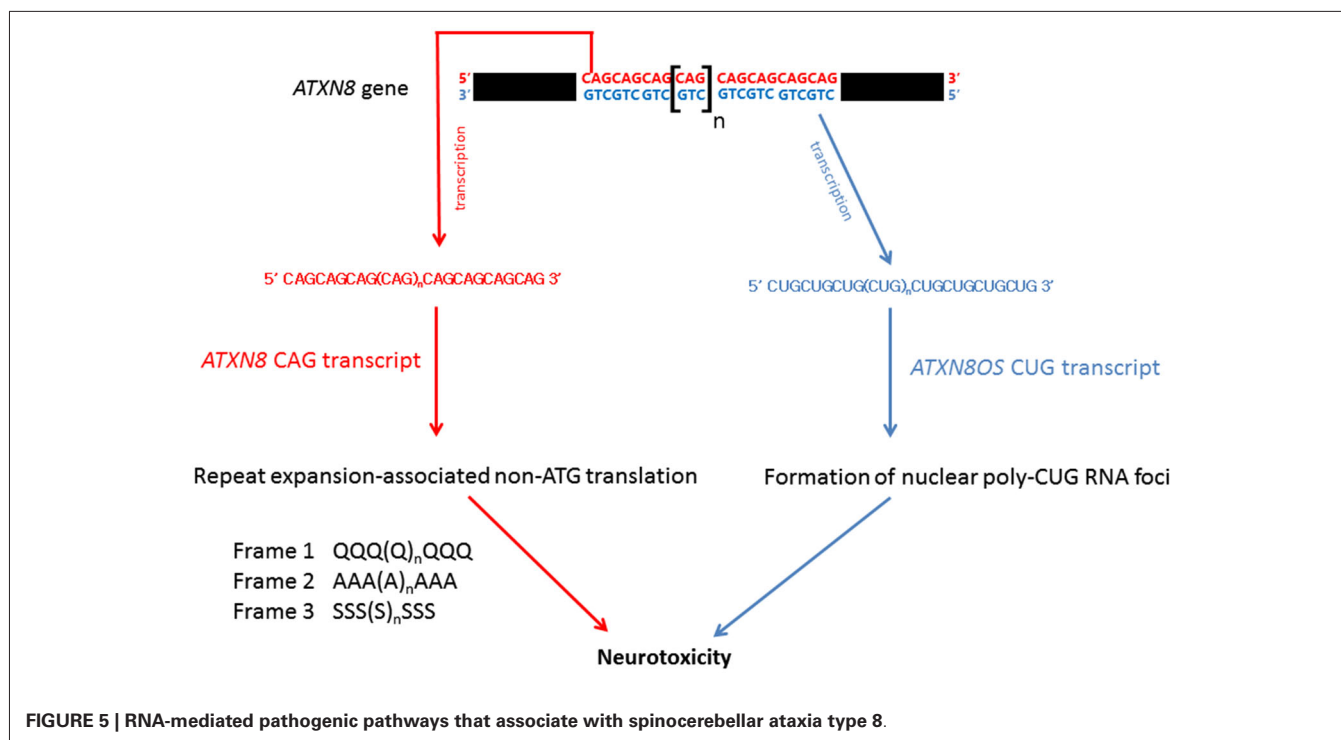 ATXN8 gene
5′ CAGCAGCAG[CAG]n CAGCAGCAGCAG 3′
3′ GTCGTC GTC[GTC]n GTCGTC GTCGTC 5′
transcription
transcription
5′ CAGCAGCAG(CAG)nCAGCAGCAGCAG 3′
5′ CUGCUGCUG(CUG)nCUGCUGCUGCUG 3′
ATXN8 CAG transcript
ATXN8OS CUG transcript
Repeat expansion-associated non-ATG translation
Formation of nuclear poly-CUG RNA foci
Frame 1 QQQ(Q)nQQQ
Frame 2 AAA(A)nAAA
Frame 3 SSS(S)nSSS
Neurotoxicity
FIGURE 5 | RNA-mediated pathogenic pathways that associate with spinocerebellar ataxia type 8.